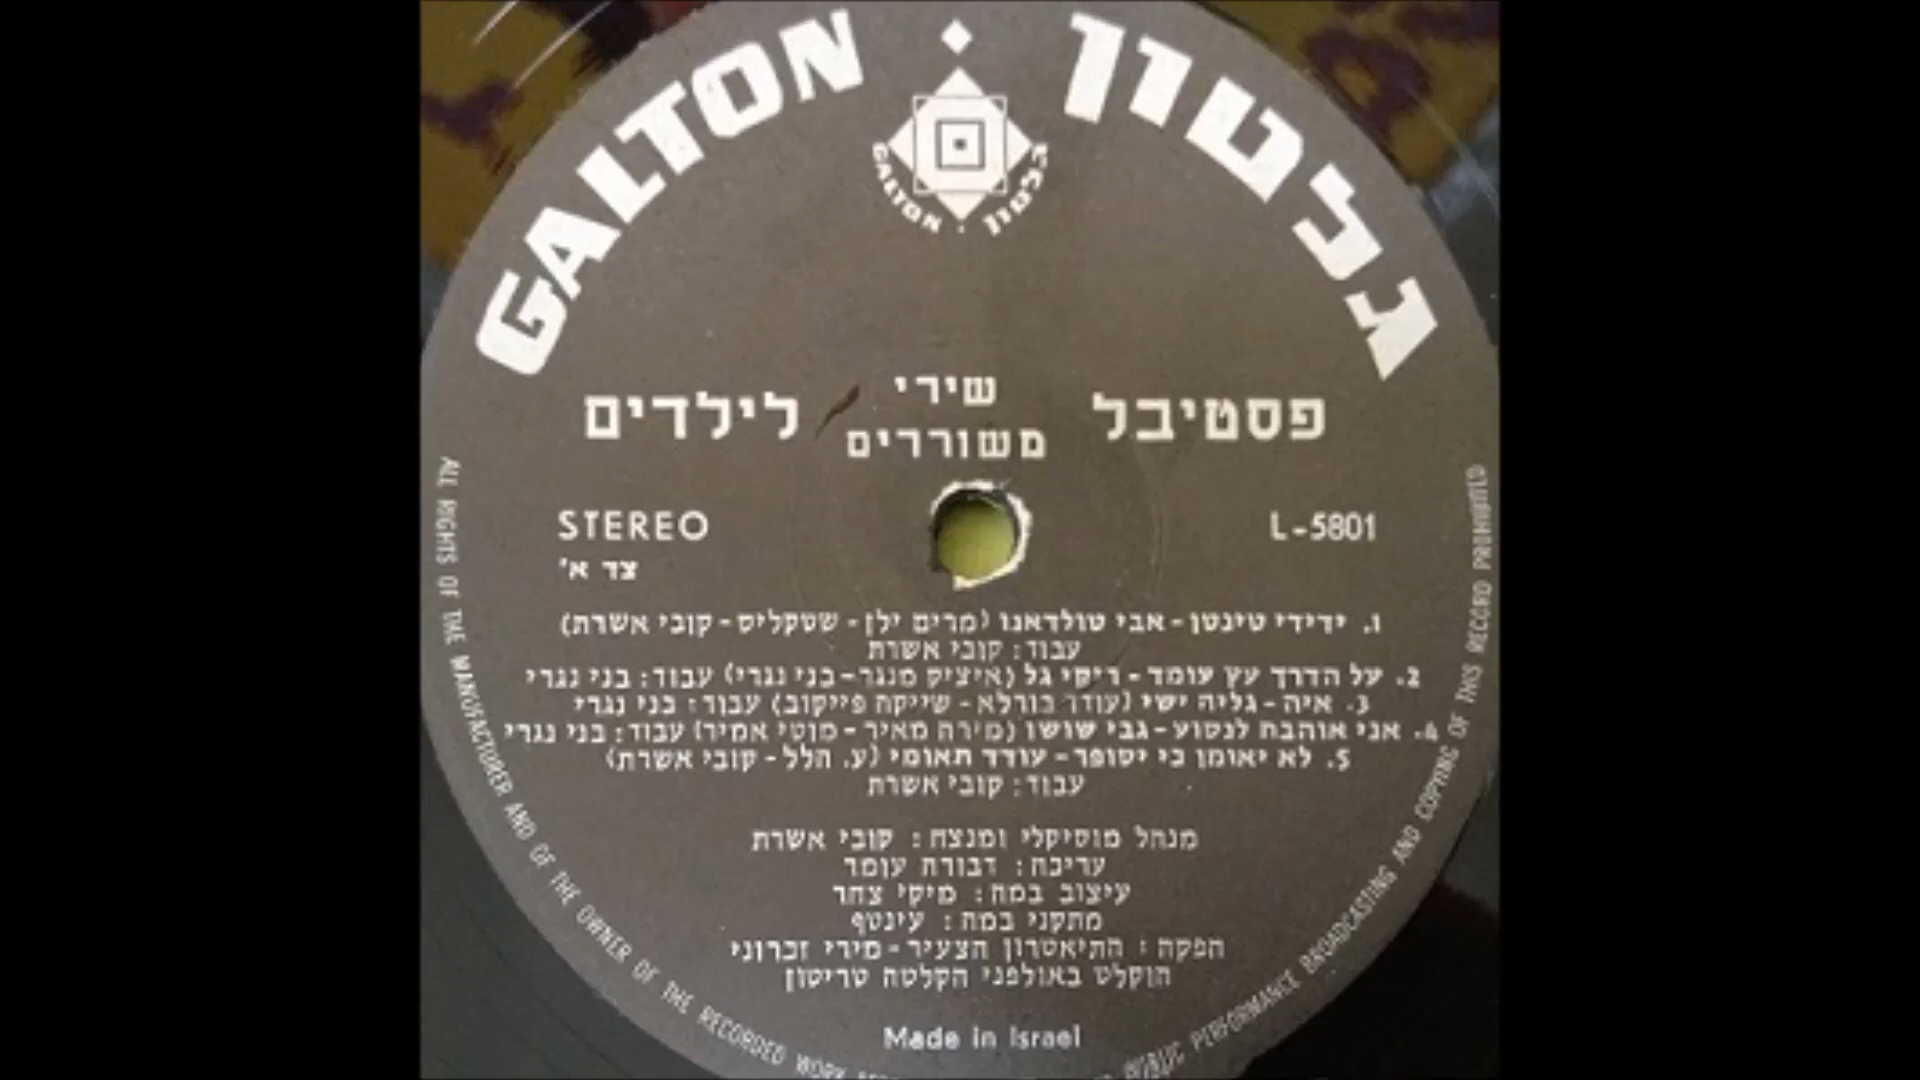 GALTON · גלטון
GALTON · גלטון
פסטיבל שירי משוררים לילדים
STEREO
L-5801
צד א'
1. ידידי טינטן - אבי טולדאנו (מרים ילן - שטקליס - קובי אשרת)
עבוד: קובי אשרת
2. על הדרך עץ עומד - ריקי גל (איציק מנגר - בני נגרי) עבוד: בני נגרי
3. איה - גליה ישי (עודד בורלא - שייקה פייקוב) עבוד: בני נגרי
4. אני אוהבת לנסוע - גבי שושן (מירה מאיר - מוטי אמיר) עבוד: בני נגרי
5. לא יאומן כי יסופר - עודד תאומי (ע. הלל - קובי אשרת)
עבוד: קובי אשרת
מנהל מוסיקלי ומנצח: קובי אשרת
עריכה: דבורה עומר
עיצוב במה: מיקי צחר
מתקני במה: עינטף
הפקה: התיאטרון הצעיר - מירי זכרוני
הוקלט באולפני הקלטה טריטון
Made in Israel
ALL RIGHTS OF THE MANUFACTURER AND OF THE OWNER OF THE RECORDED WORK
PUBLIC PERFORMANCE BROADCASTING AND COPYING OF THIS RECORD PROHIBITED